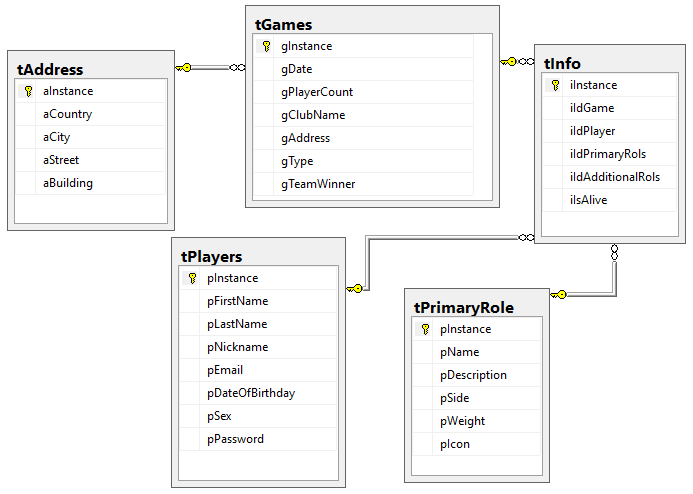 tAddress
aInstance
aCountry
aCity
aStreet
aBuilding
tGames
gInstance
gDate
gPlayerCount
gClubName
gAddress
gType
gTeamWinner
tInfo
iInstance
iIdGame
iIdPlayer
iIdPrimaryRols
iIdAdditionalRols
iIsAlive
tPlayers
pInstance
pFirstName
pLastName
pNickname
pEmail
pDateOfBirthday
pSex
pPassword
tPrimaryRole
pInstance
pName
pDescription
pSide
pWeight
pIcon